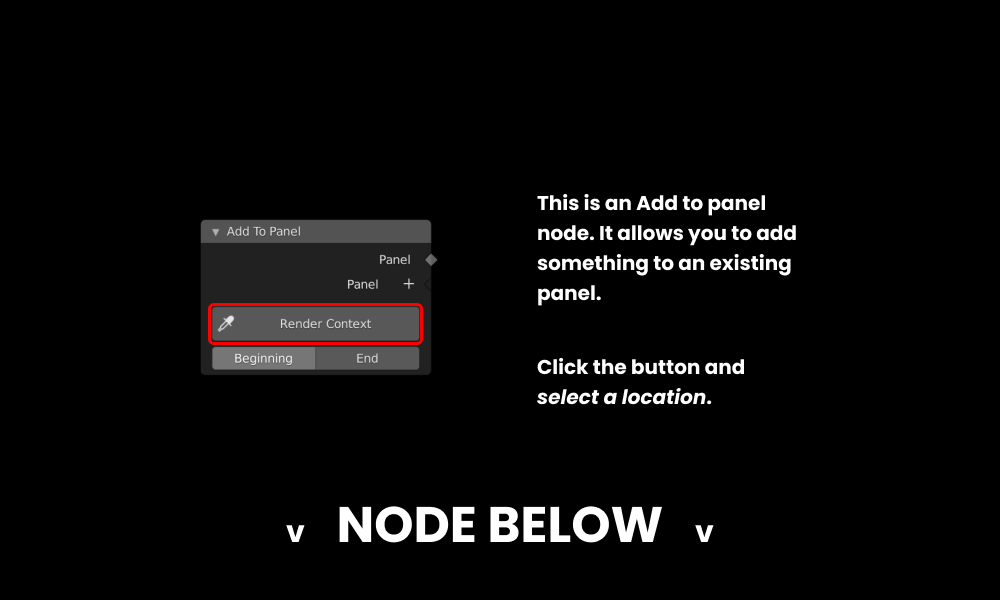 Add To Panel
Panel
Panel +
Render Context
Beginning End
This is an Add to panel
node. It allows you to add
something to an existing
panel.
Click the button and
select a location.
v NODE BELOW v